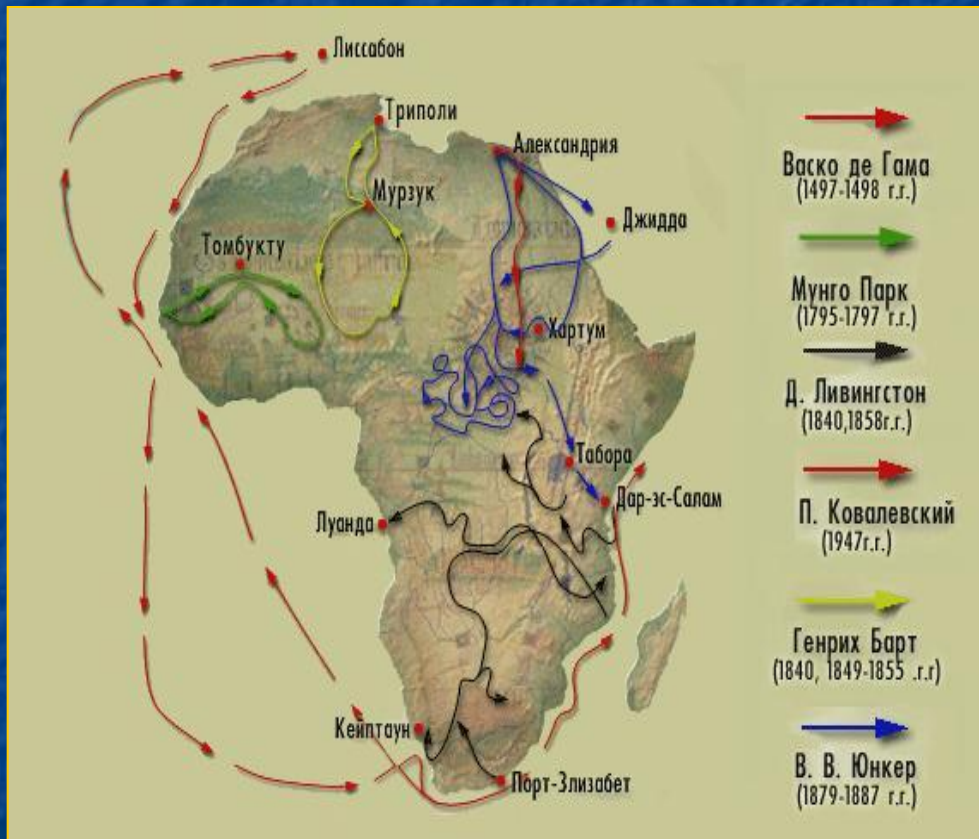 Лиссабон
Триполи
Александрия
Мурзук
Джидда
Томбукту
Хартум
Табора
Дар-эс-Салам
Луанда
Кейптаун
Порт-Элизабет
Васко де Гама
(1497-1498 г.г.)
Мунго Парк
(1795-1797 г.г.)
Д. Ливингстон
(1840,1858г.г.)
П. Ковалевский
(1947г.г.)
Генрих Барт
(1840, 1849-1855 .г.г)
В. В. Юнкер
(1879-1887 г.г.)